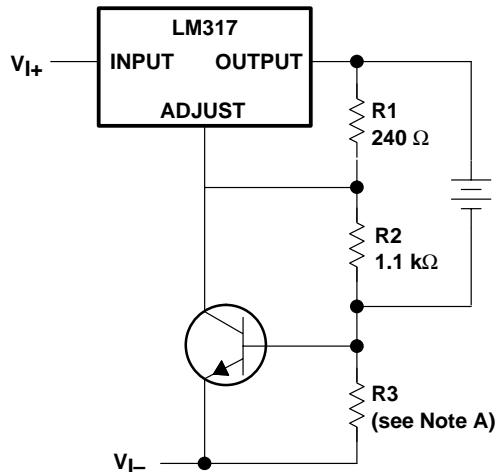 LM317
V_I+
INPUT OUTPUT
ADJUST
R1
240 Ω
R2
1.1 kΩ
R3
(see Note A)
V_I–